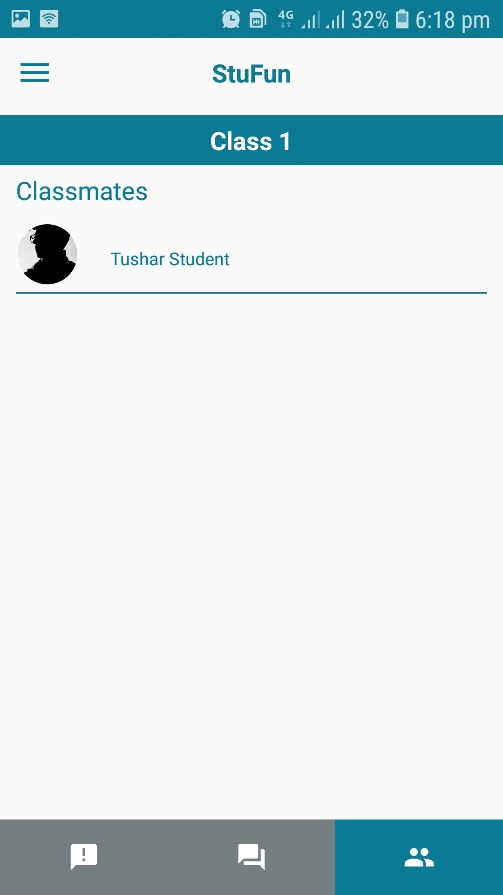 4G 32% 6:18 pm
StuFun
Class 1
Classmates
Tushar Student